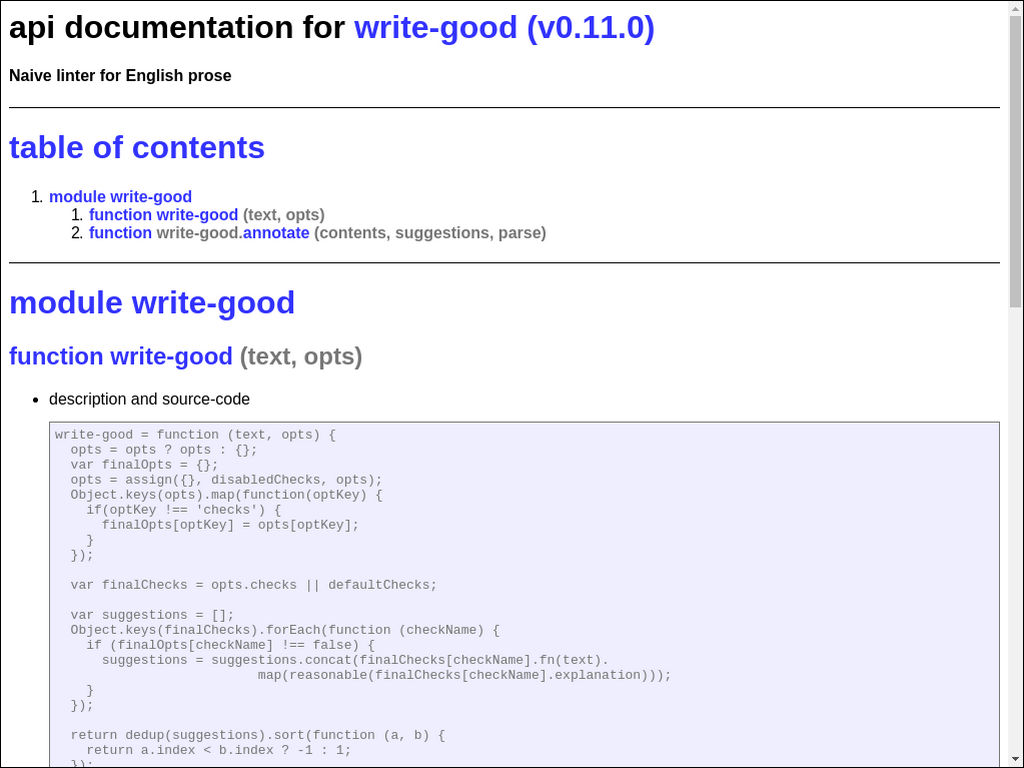 api documentation for write-good (v0.11.0)
Naive linter for English prose
table of contents
1. module write-good
1. function write-good (text, opts)
2. function write-good.annotate (contents, suggestions, parse)
module write-good
function write-good (text, opts)
• description and source-code
write-good = function (text, opts) {
  opts = opts ? opts : {};
  var finalOpts = {};
  opts = assign({}, disabledChecks, opts);
  Object.keys(opts).map(function(optKey) {
    if(optKey !== 'checks') {
      finalOpts[optKey] = opts[optKey];
    }
  });

  var finalChecks = opts.checks || defaultChecks;

  var suggestions = [];
  Object.keys(finalChecks).forEach(function (checkName) {
    if (finalOpts[checkName] !== false) {
      suggestions = suggestions.concat(finalChecks[checkName].fn(text).
                          map(reasonable(finalChecks[checkName].explanation)));
    }
  });

  return dedup(suggestions).sort(function (a, b) {
    return a.index < b.index ? -1 : 1;
  });